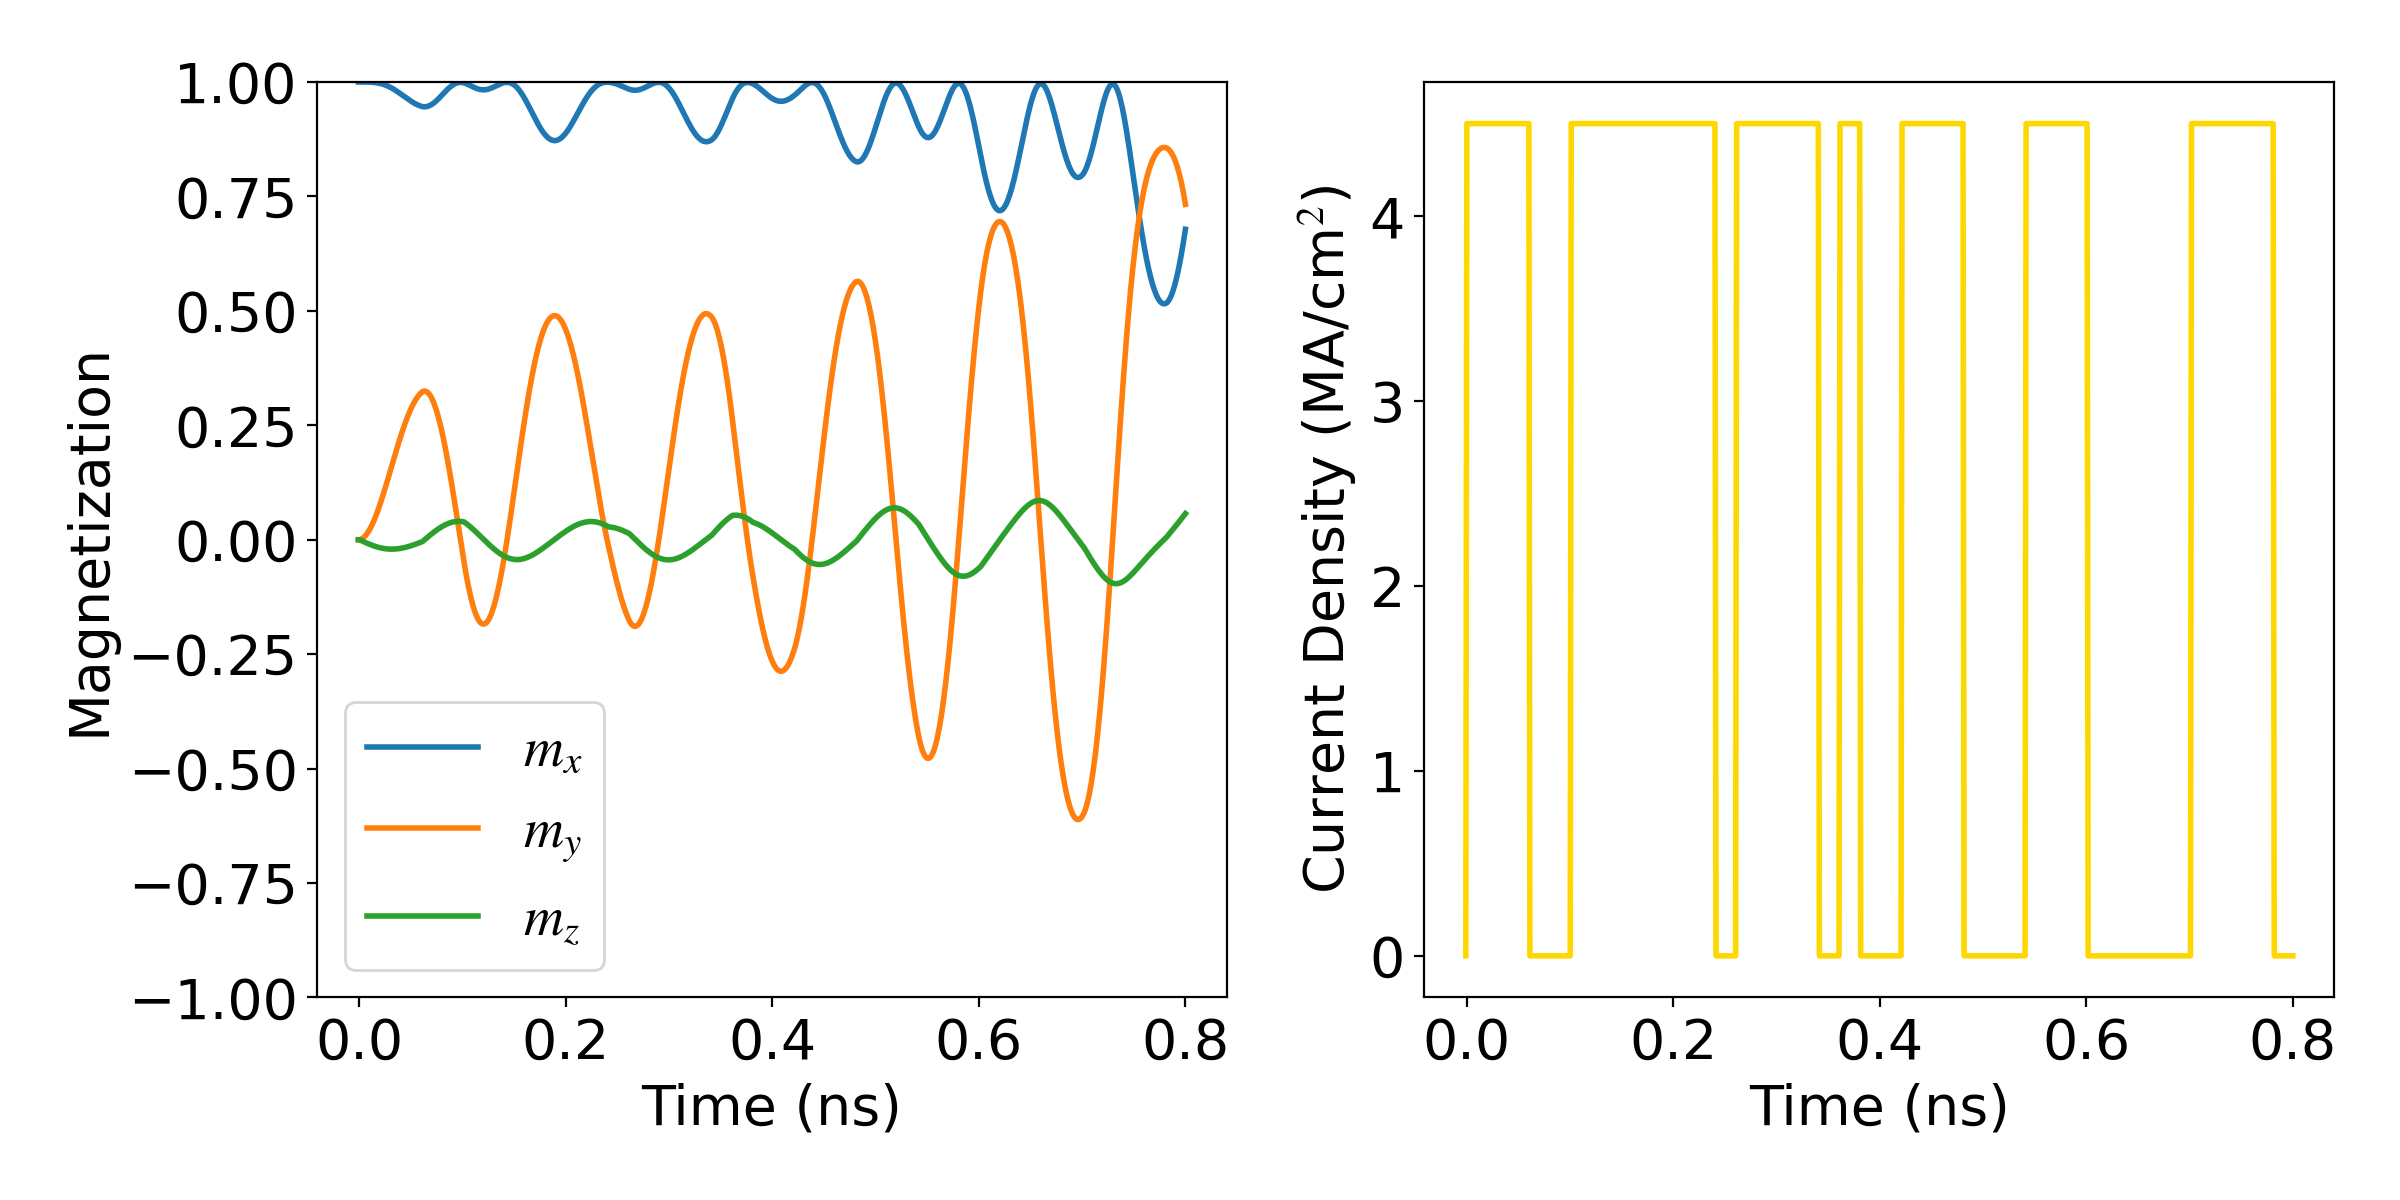 Magnetization
1.00
0.75
0.50
0.25
0.00
−0.25
−0.50
−0.75
−1.00
m_x
m_y
m_z
0.0 0.2 0.4 0.6 0.8
Time (ns)
Current Density (MA/cm²)
4
3
2
1
0
0.0 0.2 0.4 0.6 0.8
Time (ns)